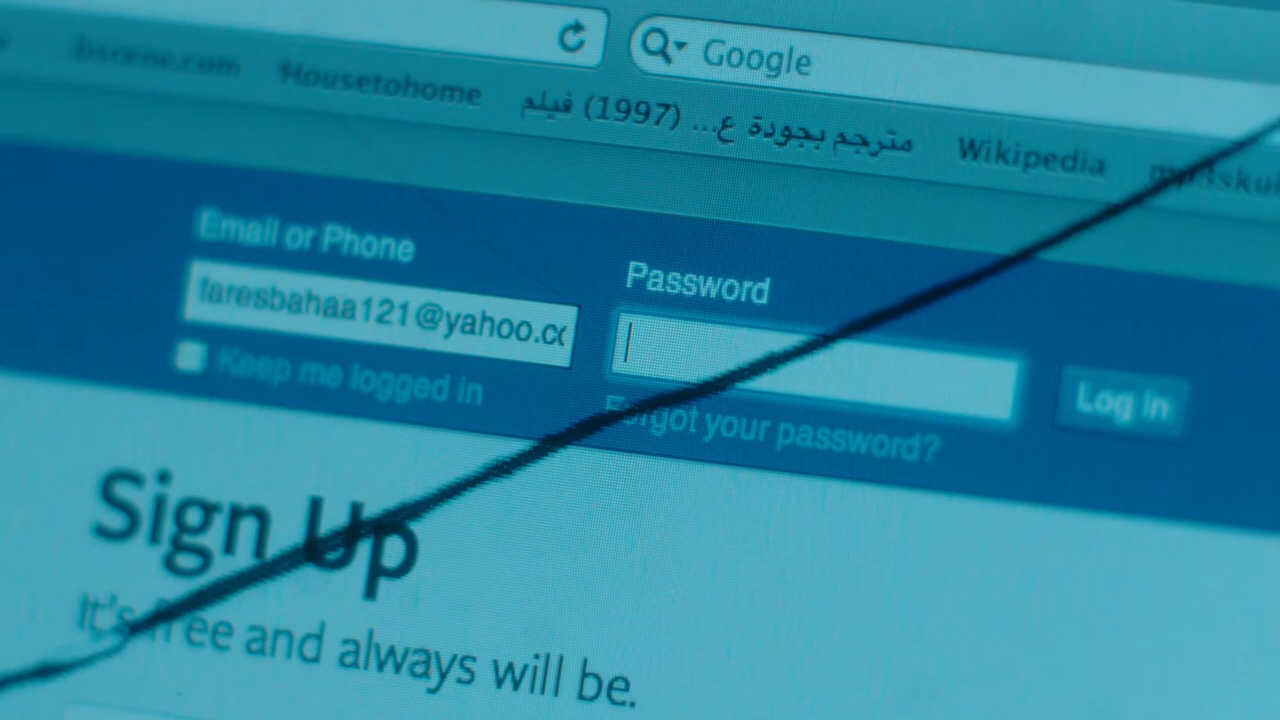 Google
bscene.com Housetohome فيلم (1997) مترجم بجودة ع... Wikipedia
Email or Phone
Password
faresbahaa121@yahoo.co
Keep me logged in
Forgot your password?
Log in
Sign Up
It's free and always will be.